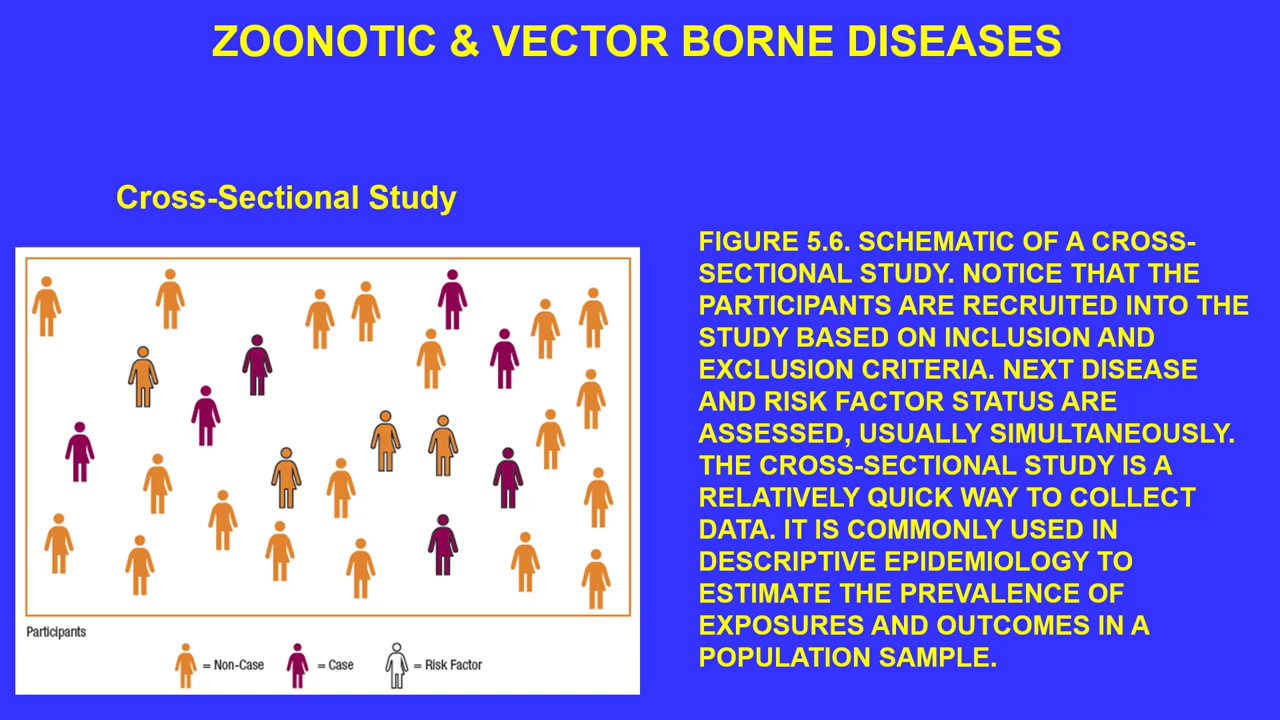 ZOONOTIC & VECTOR BORNE DISEASES
Cross-Sectional Study
FIGURE 5.6. SCHEMATIC OF A CROSS-
SECTIONAL STUDY. NOTICE THAT THE
PARTICIPANTS ARE RECRUITED INTO THE
STUDY BASED ON INCLUSION AND
EXCLUSION CRITERIA. NEXT DISEASE
AND RISK FACTOR STATUS ARE
ASSESSED, USUALLY SIMULTANEOUSLY.
THE CROSS-SECTIONAL STUDY IS A
RELATIVELY QUICK WAY TO COLLECT
DATA. IT IS COMMONLY USED IN
DESCRIPTIVE EPIDEMIOLOGY TO
ESTIMATE THE PREVALENCE OF
EXPOSURES AND OUTCOMES IN A
POPULATION SAMPLE.
Participants
= Non-Case = Case = Risk Factor